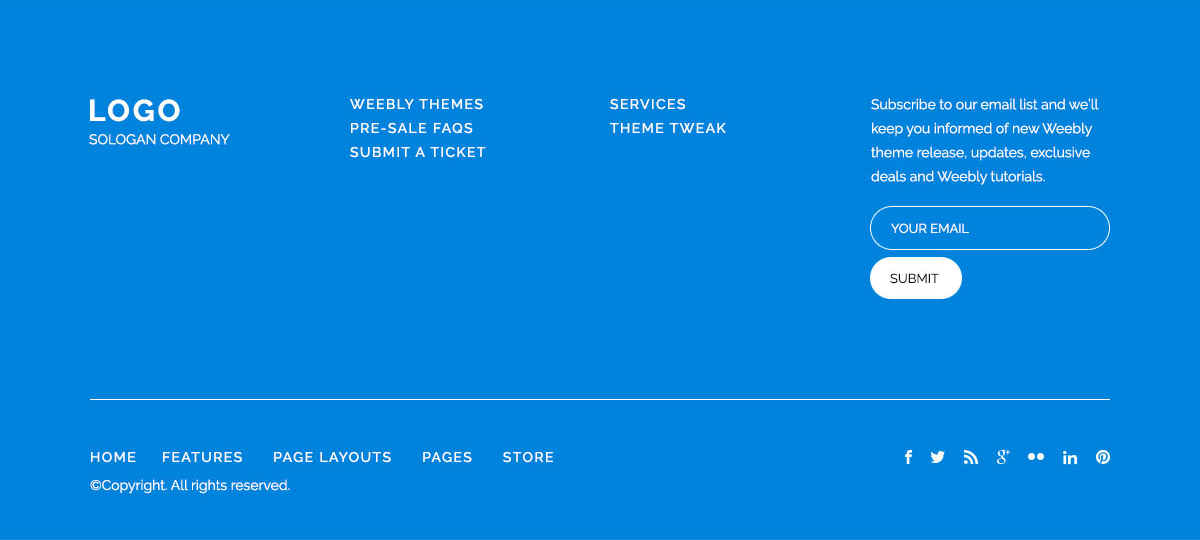 LOGO
SOLOGAN COMPANY
WEEBLY THEMES
PRE-SALE FAQS
SUBMIT A TICKET
SERVICES
THEME TWEAK
Subscribe to our email list and we'll
keep you informed of new Weebly
theme release, updates, exclusive
deals and Weebly tutorials.
YOUR EMAIL
SUBMIT
HOME FEATURES PAGE LAYOUTS PAGES STORE
©Copyright. All rights reserved.